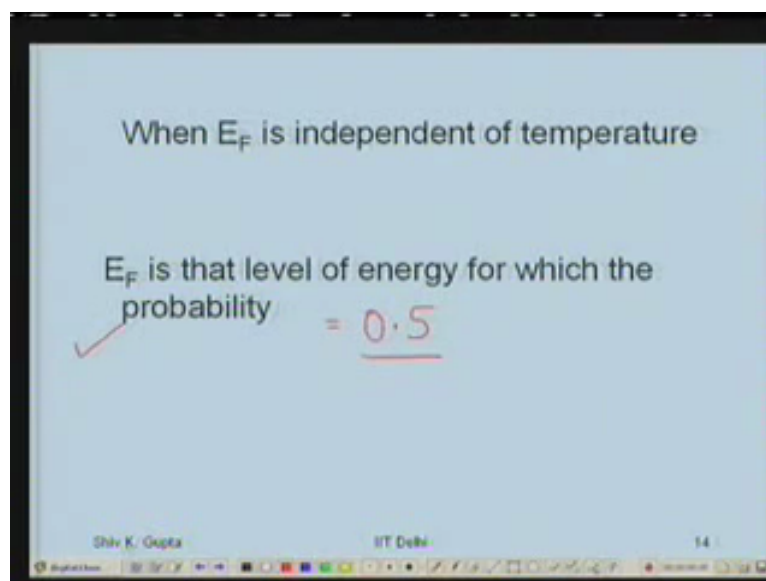 When E_F is independent of temperature
E_F is that level of energy for which the
probability = 0.5
Shiv K. Gupta IIT Delhi 14